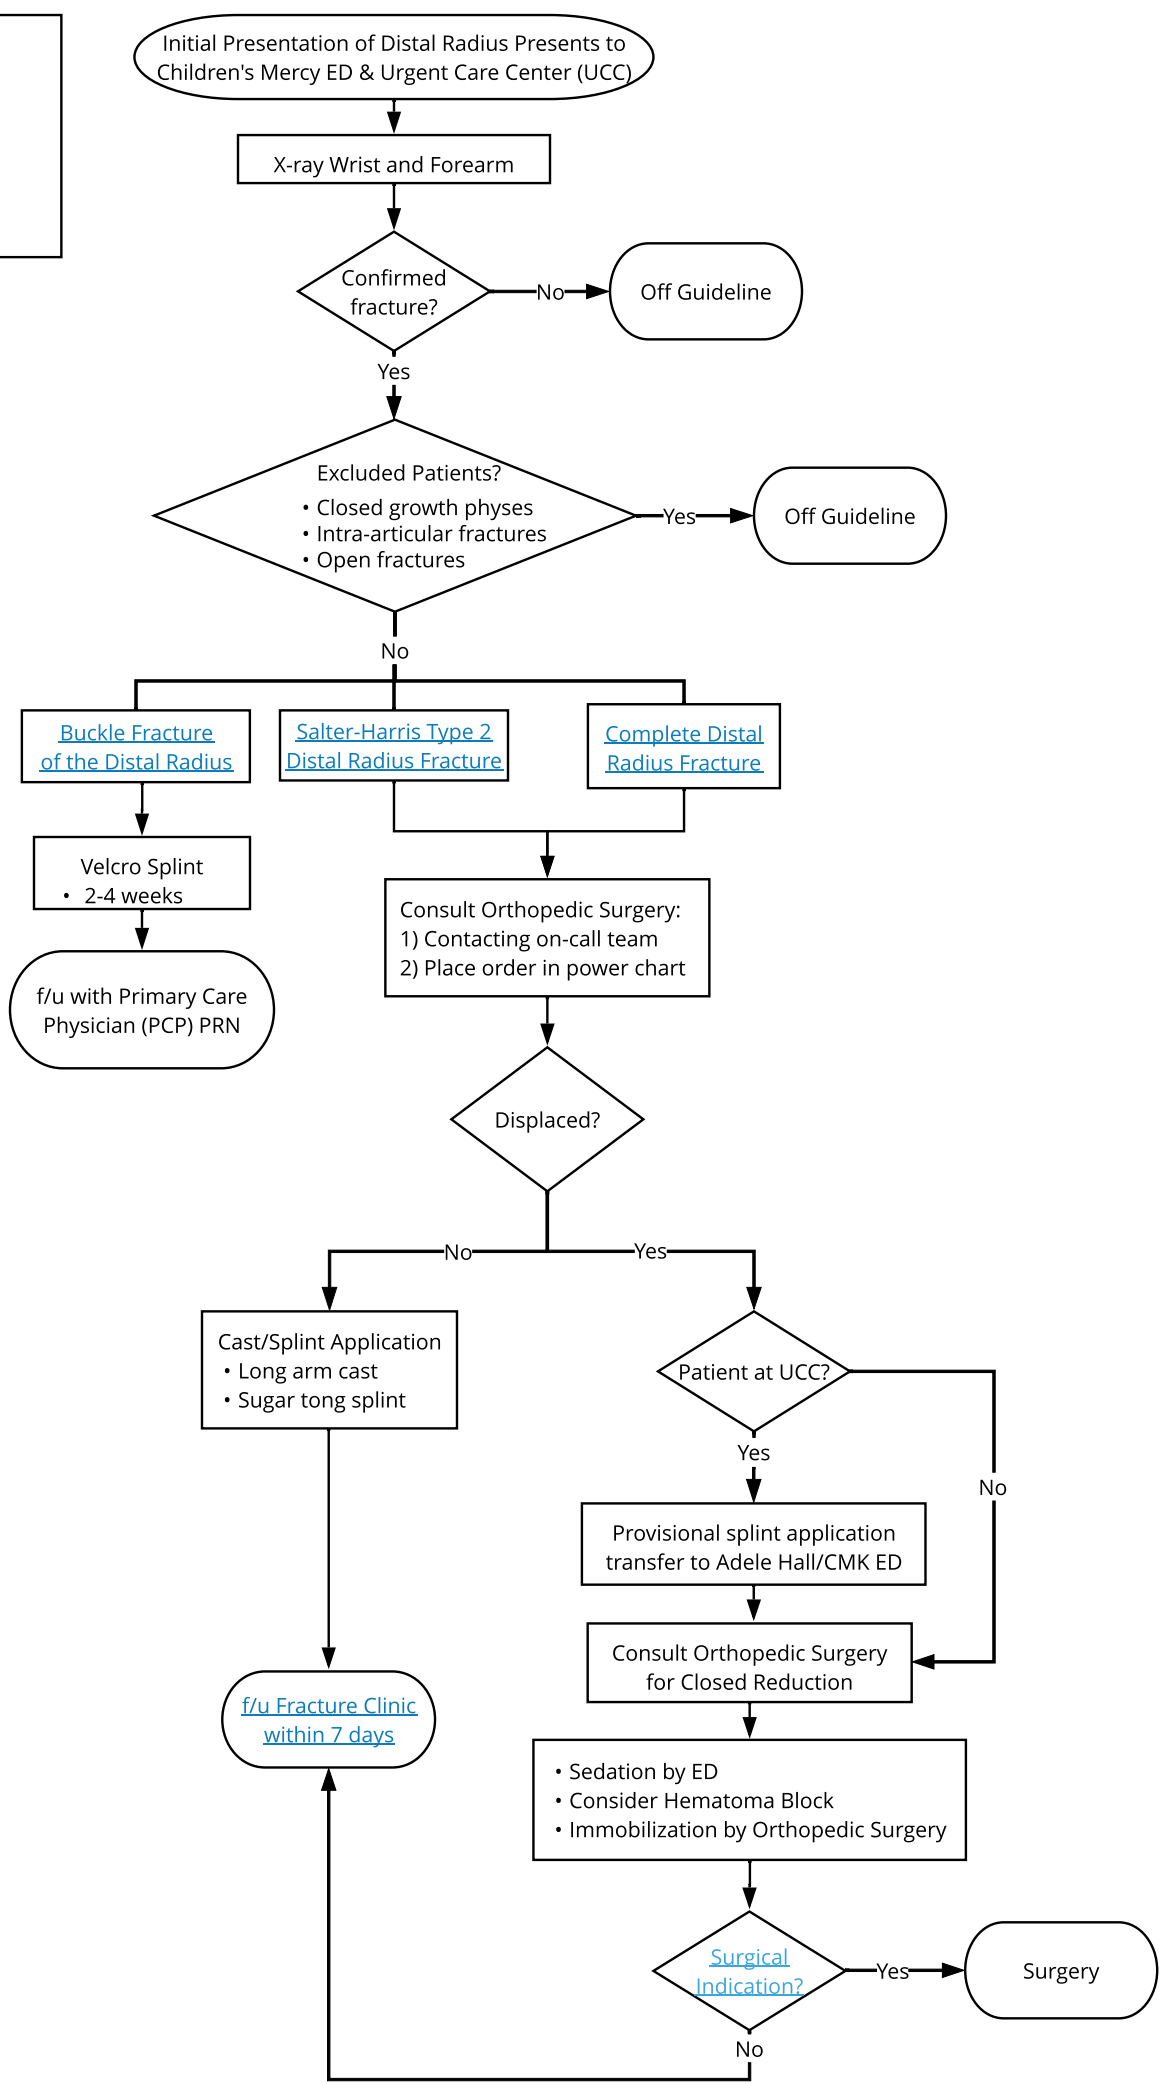 Initial Presentation of Distal Radius Presents to
Children's Mercy ED & Urgent Care Center (UCC)
X-ray Wrist and Forearm
Confirmed
fracture?
No
Off Guideline
Yes
Excluded Patients?
• Closed growth physes
• Intra-articular fractures
• Open fractures
Yes
Off Guideline
No
Buckle Fracture
of the Distal Radius
Salter-Harris Type 2
Distal Radius Fracture
Complete Distal
Radius Fracture
Velcro Splint
• 2-4 weeks
f/u with Primary Care
Physician (PCP) PRN
Consult Orthopedic Surgery:
1) Contacting on-call team
2) Place order in power chart
Displaced?
No
Yes
Cast/Splint Application
• Long arm cast
• Sugar tong splint
Patient at UCC?
Yes
No
Provisional splint application
transfer to Adele Hall/CMK ED
Consult Orthopedic Surgery
for Closed Reduction
f/u Fracture Clinic
within 7 days
• Sedation by ED
• Consider Hematoma Block
• Immobilization by Orthopedic Surgery
Surgical
Indication?
Yes
Surgery
No